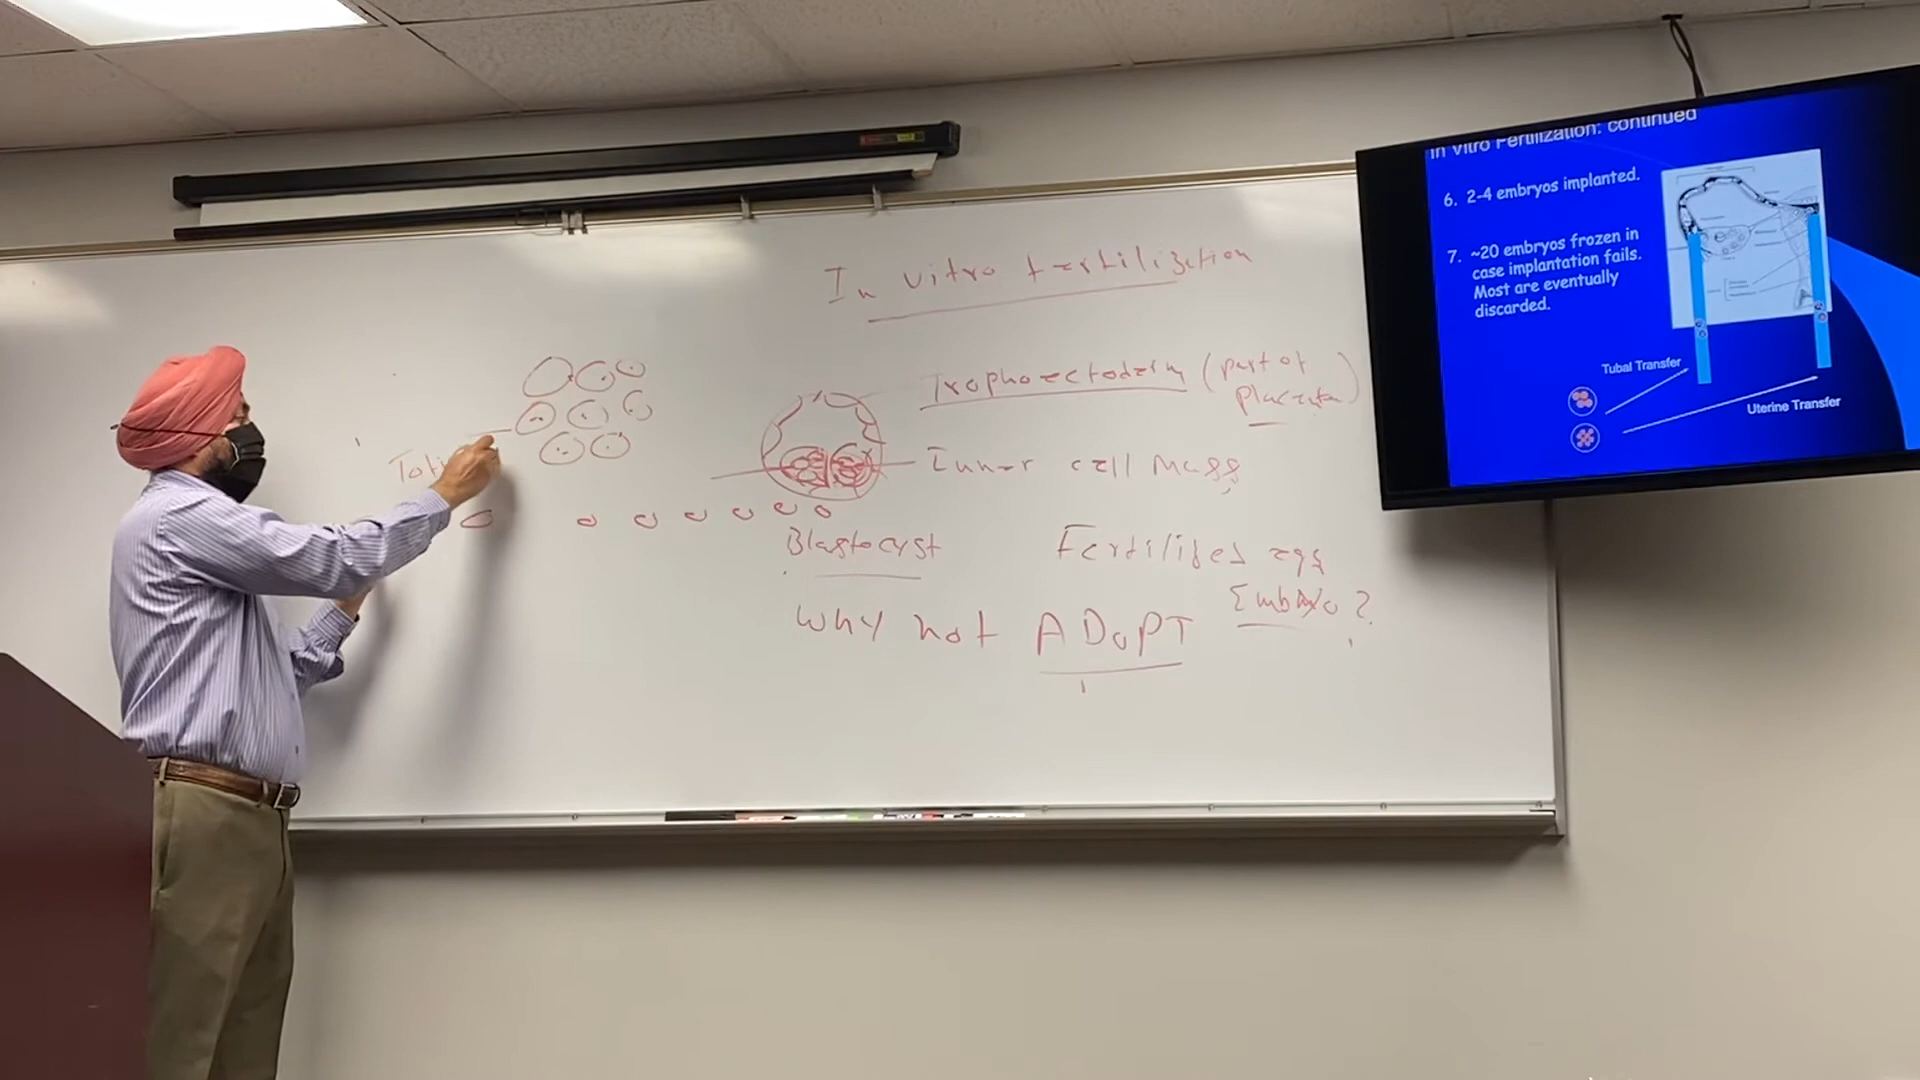 In vitro fertilization
Trophoectoderm (part of
placenta)
Inner cell mass
Toti
Blastocyst
Fertilized egg
Embryo?
Why not ADOPT
In Vitro Fertilization: continued
6. 2-4 embryos implanted.
7. ~20 embryos frozen in
case implantation fails.
Most are eventually
discarded.
Tubal Transfer
Uterine Transfer